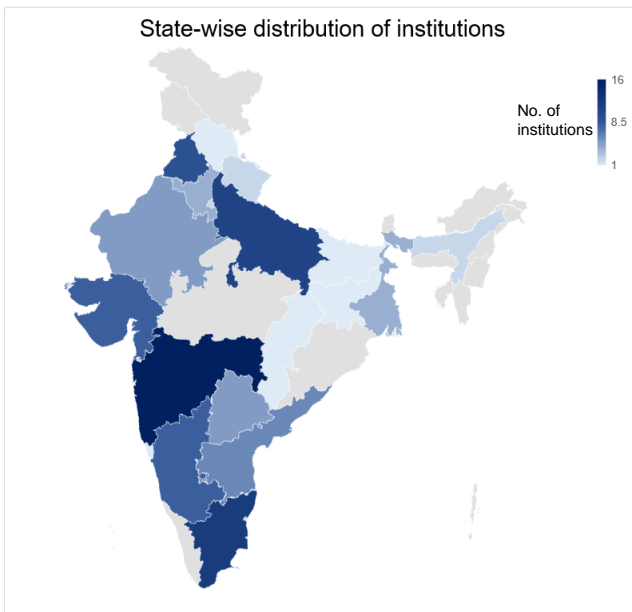 State-wise distribution of institutions
No. of
institutions
16
8.5
1